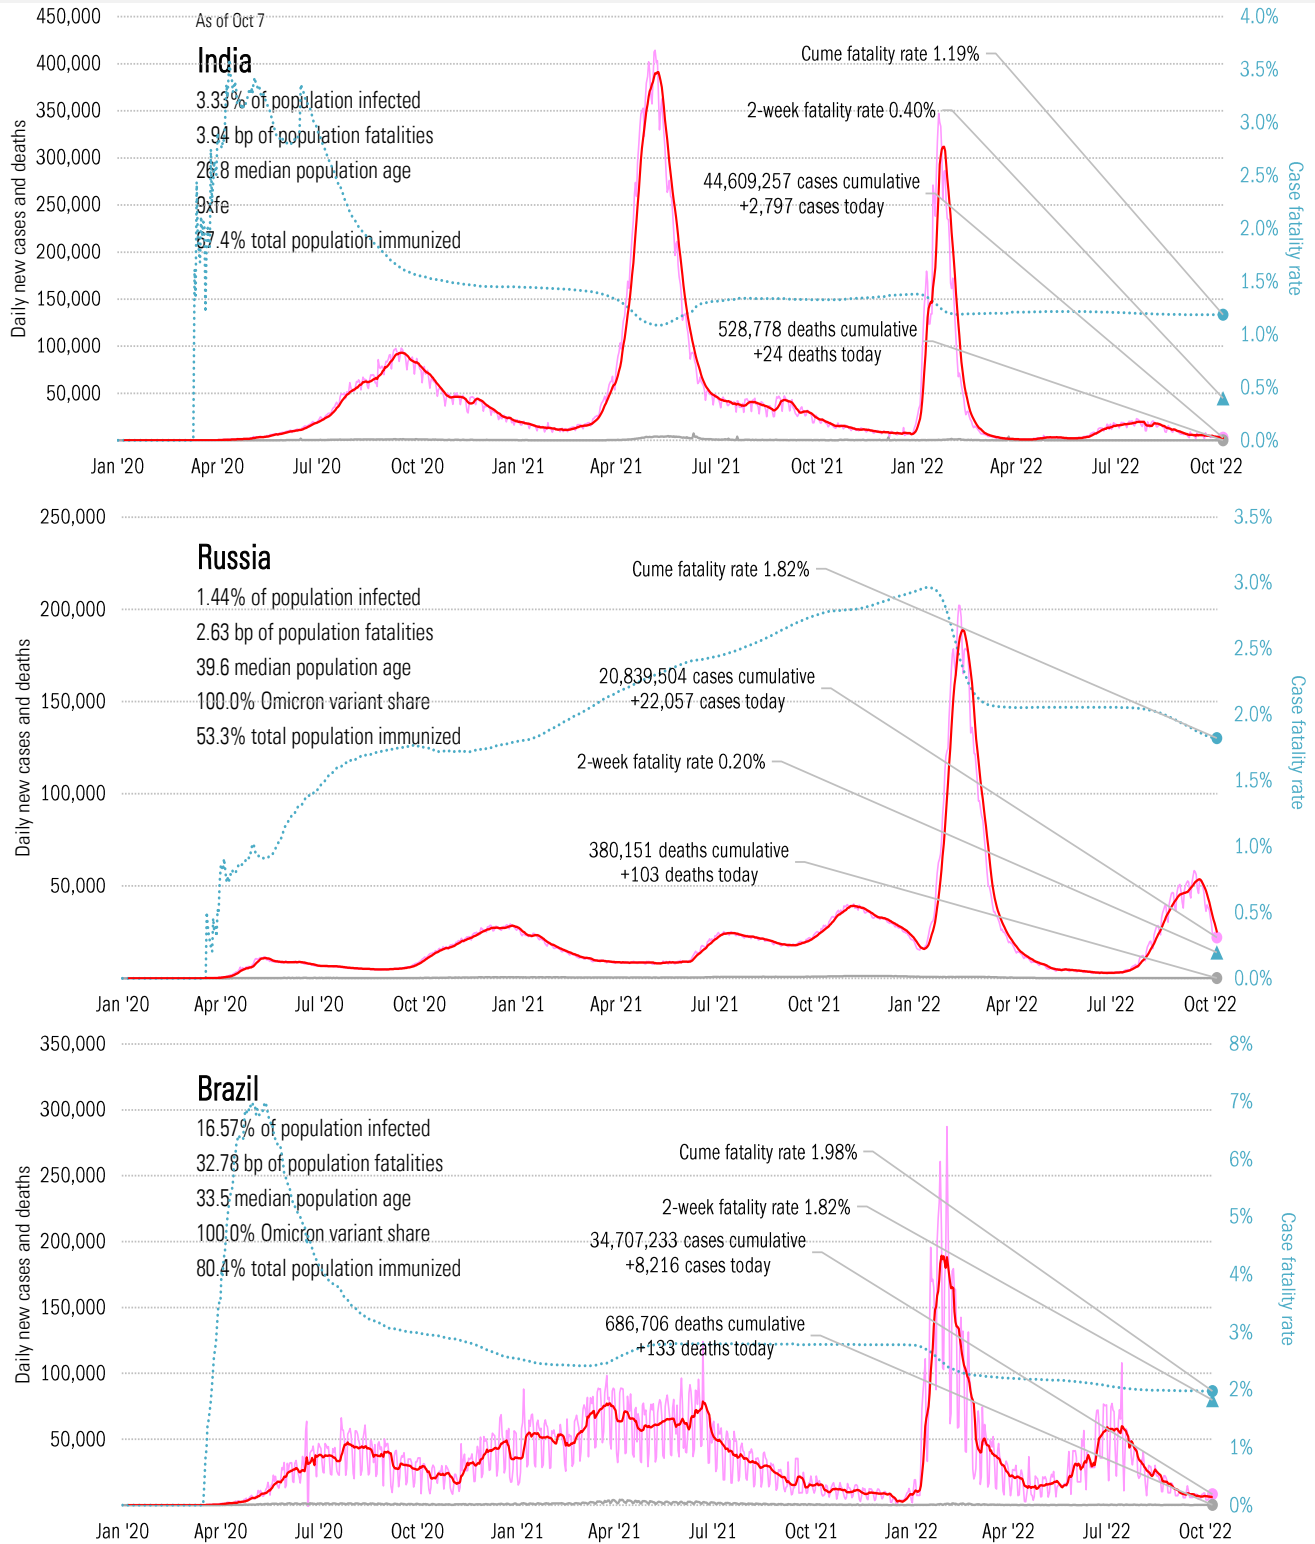 As of Oct 7
India
3.33% of population infected
3.94 bp of population fatalities
26.8 median population age
67.4% total population immunized
Cume fatality rate 1.19%
2-week fatality rate 0.40%
44,609,257 cases cumulative
+2,797 cases today
528,778 deaths cumulative
+24 deaths today
Daily new cases and deaths
450,000
400,000
350,000
300,000
250,000
200,000
150,000
100,000
50,000
4.0%
3.5%
3.0%
2.5%
2.0%
1.5%
1.0%
0.5%
0.0%
Case fatality rate
Jan '20 Apr '20 Jul '20 Oct '20 Jan '21 Apr '21 Jul '21 Oct '21 Jan '22 Apr '22 Jul '22 Oct '22
Russia
1.44% of population infected
2.63 bp of population fatalities
39.6 median population age
100.0% Omicron variant share
53.3% total population immunized
Cume fatality rate 1.82%
20,839,504 cases cumulative
+22,057 cases today
2-week fatality rate 0.20%
380,151 deaths cumulative
+103 deaths today
Daily new cases and deaths
250,000
200,000
150,000
100,000
50,000
3.5%
3.0%
2.5%
2.0%
1.5%
1.0%
0.5%
0.0%
Case fatality rate
Jan '20 Apr '20 Jul '20 Oct '20 Jan '21 Apr '21 Jul '21 Oct '21 Jan '22 Apr '22 Jul '22 Oct '22
Brazil
16.57% of population infected
32.78 bp of population fatalities
33.5 median population age
100.0% Omicron variant share
80.4% total population immunized
Cume fatality rate 1.98%
2-week fatality rate 1.82%
34,707,233 cases cumulative
+8,216 cases today
686,706 deaths cumulative
+133 deaths today
Daily new cases and deaths
350,000
300,000
250,000
200,000
150,000
100,000
50,000
8%
7%
6%
5%
4%
3%
2%
1%
0%
Case fatality rate
Jan '20 Apr '20 Jul '20 Oct '20 Jan '21 Apr '21 Jul '21 Oct '21 Jan '22 Apr '22 Jul '22 Oct '22